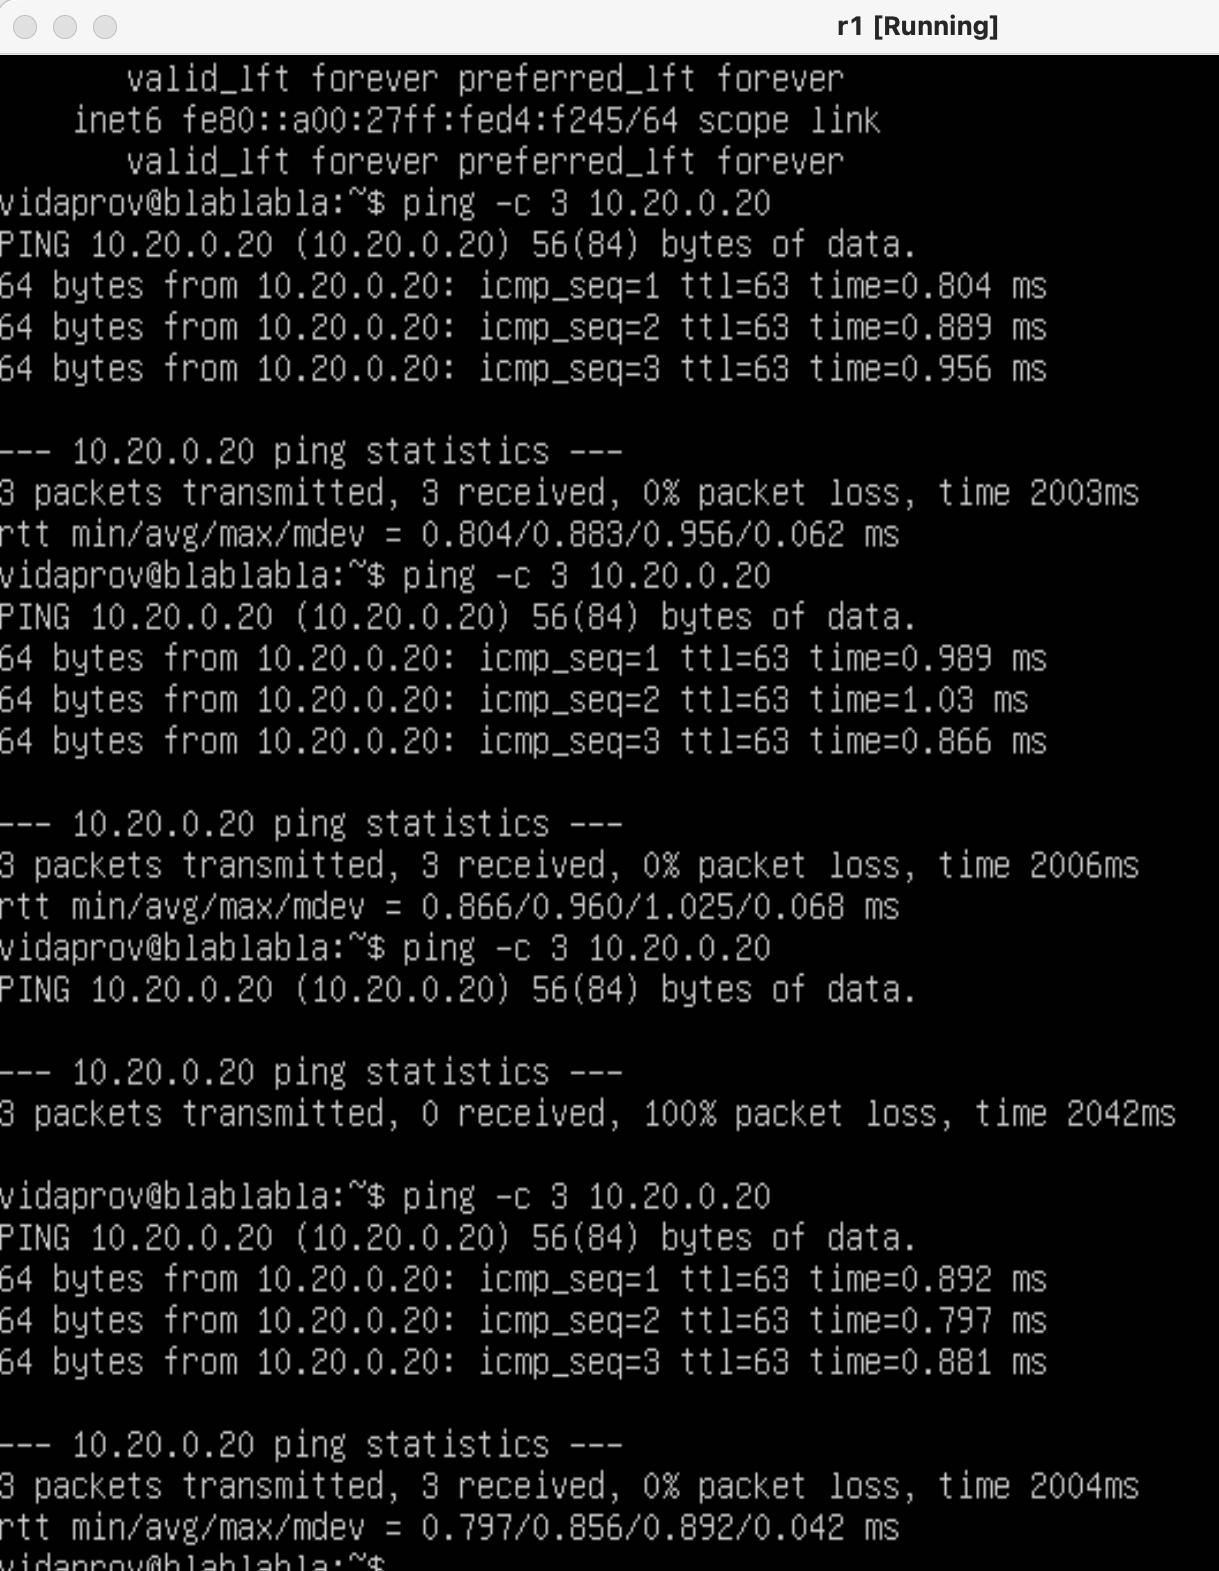 r1 [Running]
valid_lft forever preferred_lft forever
inet6 fe80::a00:27ff:fed4:f245/64 scope link
valid_lft forever preferred_lft forever
vidaprov@blablabla:~$ ping -c 3 10.20.0.20
PING 10.20.0.20 (10.20.0.20) 56(84) bytes of data.
64 bytes from 10.20.0.20: icmp_seq=1 ttl=63 time=0.804 ms
64 bytes from 10.20.0.20: icmp_seq=2 ttl=63 time=0.889 ms
64 bytes from 10.20.0.20: icmp_seq=3 ttl=63 time=0.956 ms
--- 10.20.0.20 ping statistics ---
3 packets transmitted, 3 received, 0% packet loss, time 2003ms
rtt min/avg/max/mdev = 0.804/0.883/0.956/0.062 ms
vidaprov@blablabla:~$ ping -c 3 10.20.0.20
PING 10.20.0.20 (10.20.0.20) 56(84) bytes of data.
64 bytes from 10.20.0.20: icmp_seq=1 ttl=63 time=0.989 ms
64 bytes from 10.20.0.20: icmp_seq=2 ttl=63 time=1.03 ms
64 bytes from 10.20.0.20: icmp_seq=3 ttl=63 time=0.866 ms
--- 10.20.0.20 ping statistics ---
3 packets transmitted, 3 received, 0% packet loss, time 2006ms
rtt min/avg/max/mdev = 0.866/0.960/1.025/0.068 ms
vidaprov@blablabla:~$ ping -c 3 10.20.0.20
PING 10.20.0.20 (10.20.0.20) 56(84) bytes of data.
--- 10.20.0.20 ping statistics ---
3 packets transmitted, 0 received, 100% packet loss, time 2042ms
vidaprov@blablabla:~$ ping -c 3 10.20.0.20
PING 10.20.0.20 (10.20.0.20) 56(84) bytes of data.
64 bytes from 10.20.0.20: icmp_seq=1 ttl=63 time=0.892 ms
64 bytes from 10.20.0.20: icmp_seq=2 ttl=63 time=0.797 ms
64 bytes from 10.20.0.20: icmp_seq=3 ttl=63 time=0.881 ms
--- 10.20.0.20 ping statistics ---
3 packets transmitted, 3 received, 0% packet loss, time 2004ms
rtt min/avg/max/mdev = 0.797/0.856/0.892/0.042 ms
vidaprov@blablabla:~$